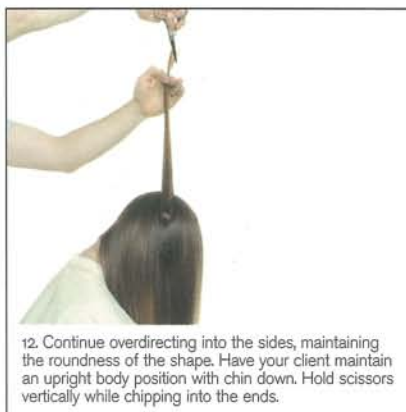 12. Continue overdirecting into the sides, maintaining
the roundness of the shape. Have your client maintain
an upright body position with chin down. Hold scissors
vertically while chipping into the ends.